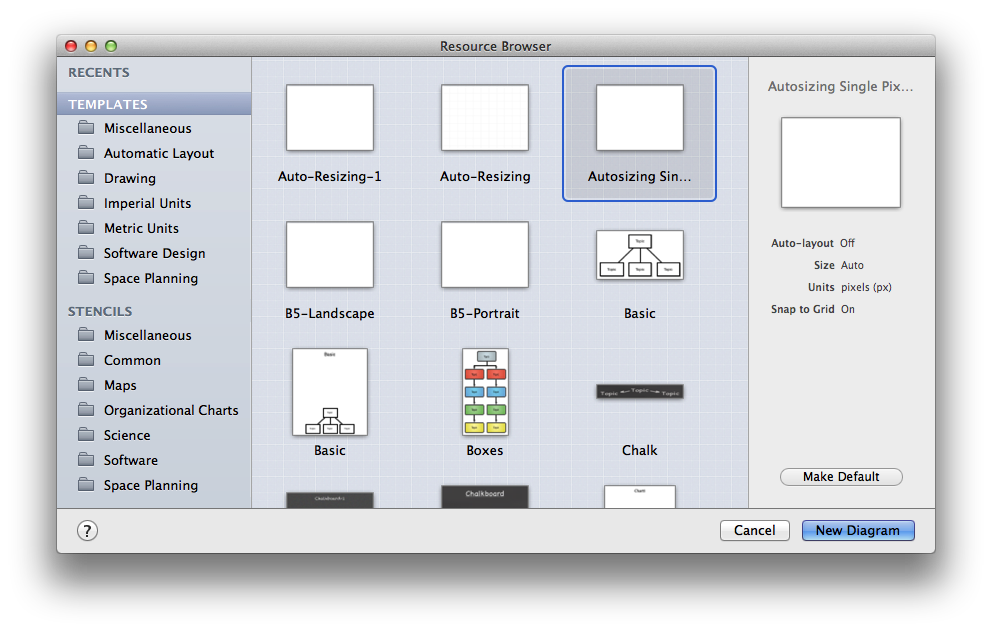 Resource Browser
RECENTS
TEMPLATES
Miscellaneous
Automatic Layout
Drawing
Imperial Units
Metric Units
Software Design
Space Planning
STENCILS
Miscellaneous
Common
Maps
Organizational Charts
Science
Software
Space Planning
Auto-Resizing-1
Auto-Resizing
Autosizing Sin...
B5-Landscape
B5-Portrait
Topic
Topic Topic Topic
Basic
Basic
Basic
Boxes
Topic Topic Topic
Chalk
Chalkboard-1
Chalkboard
Autosizing Single Pix...
Auto-layout Off
Size Auto
Units pixels (px)
Snap to Grid On
Make Default
?
Cancel
New Diagram